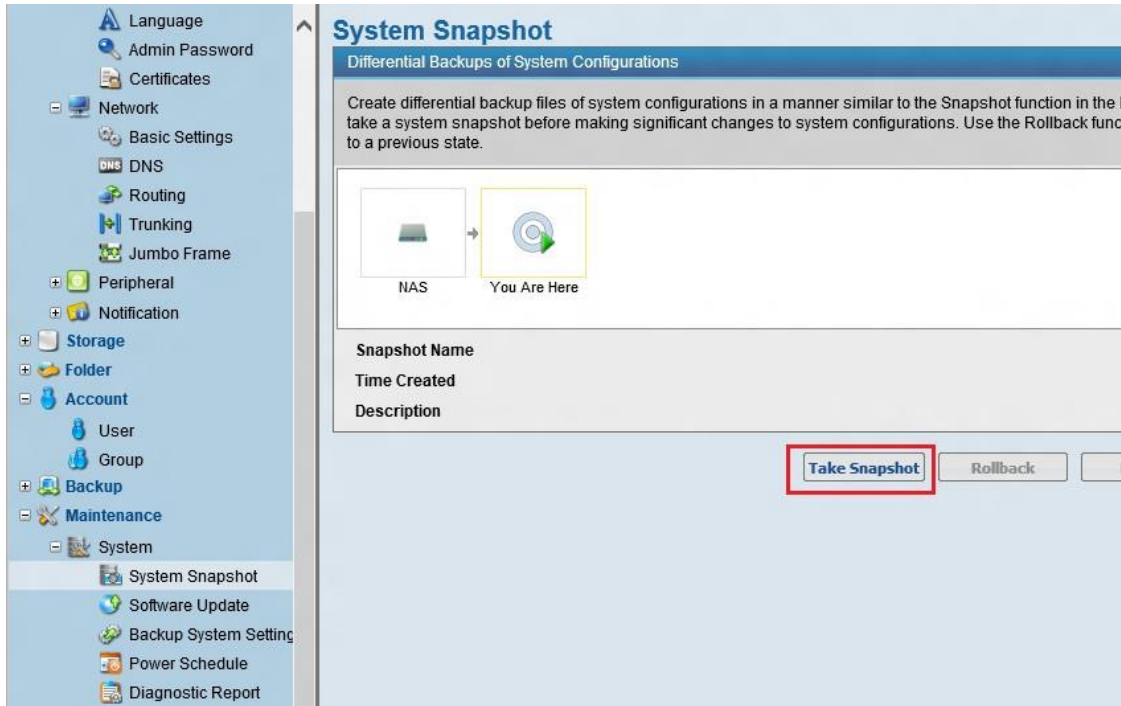 Language
Admin Password
Certificates
Network
Basic Settings
DNS
DNS
Routing
Trunking
Jumbo Frame
Peripheral
Notification
Storage
Folder
Account
User
Group
Backup
Maintenance
System
System Snapshot
Software Update
Backup System Setting
Power Schedule
Diagnostic Report
System Snapshot
Differential Backups of System Configurations
Create differential backup files of system configurations in a manner similar to the Snapshot function in the
take a system snapshot before making significant changes to system configurations. Use the Rollback func
to a previous state.
NAS
You Are Here
Snapshot Name
Time Created
Description
Take Snapshot
Rollback